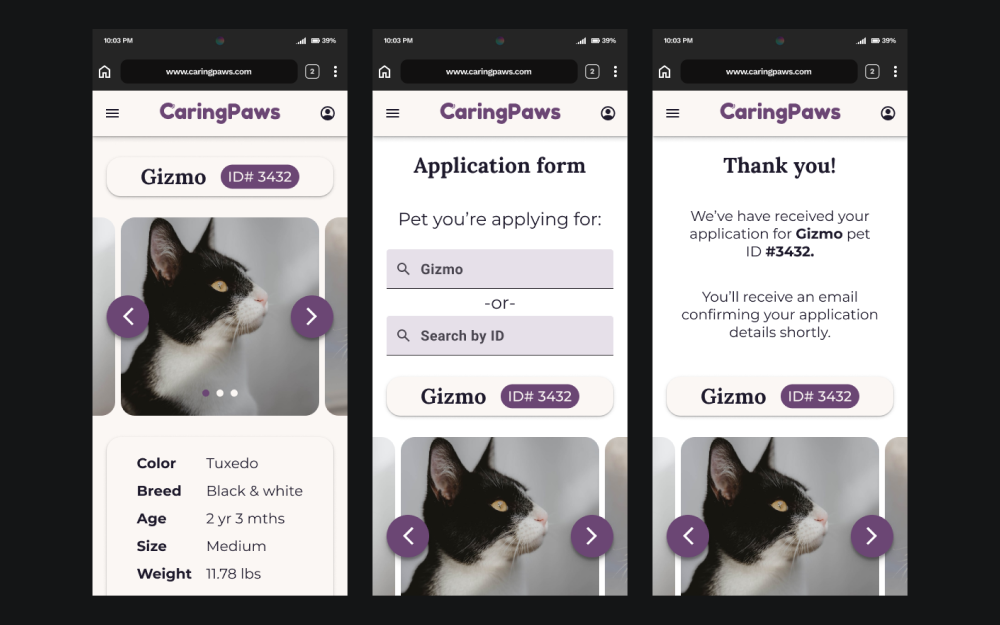 10:03 PM 39%
www.caringpaws.com 2
CaringPaws
Gizmo ID# 3432
Color Tuxedo
Breed Black & white
Age 2 yr 3 mths
Size Medium
Weight 11.78 lbs
10:03 PM 39%
www.caringpaws.com 2
CaringPaws
Application form
Pet you’re applying for:
Gizmo
-or-
Search by ID
Gizmo ID# 3432
10:03 PM 39%
www.caringpaws.com 2
CaringPaws
Thank you!
We’ve have received your
application for Gizmo pet
ID #3432.
You’ll receive an email
confirming your application
details shortly.
Gizmo ID# 3432